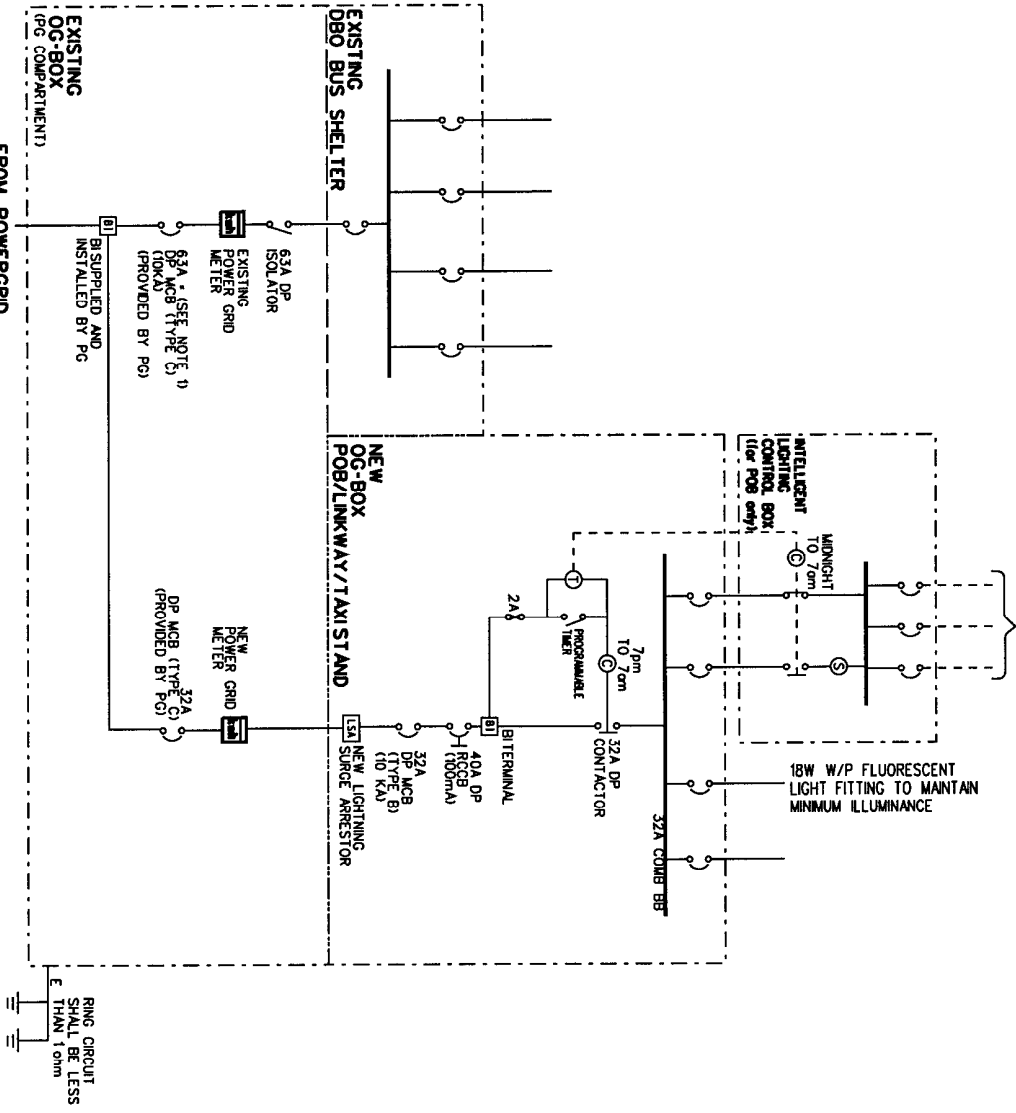 EXISTING
OG-BOX
(PG COMPARTMENT)
EXISTING
DBO BUS SHELTER
FROM POWERGRID
BI
BI SUPPLIED AND
INSTALLED BY PG
63A * (SEE NOTE 1)
DP MCB (TYPE C)
(10KA)
(PROVIDED BY PG)
kwh
EXISTING
POWER GRID
METER
63A DP
ISOLATOR
32A
DP MCB (TYPE C)
(PROVIDED BY PG)
kwh
NEW
POWER GRID
METER
NEW
OG-BOX
POB/LINKWAY/TAXI STAND
LSA
NEW LIGHTNING
SURGE ARRESTOR
32A
DP MCB
(TYPE B)
(10 KA)
40A DP
RCCB
(100mA)
BI
BITERMINAL
2A
T
PROGRAMMABLE
TIMER
C
7pm
TO 7am
32A DP
CONTACTOR
32A COMB BB
INTELLIGENT
LIGHTING
CONTROL BOX
(for POB only)
C
MIDNIGHT
TO 7am
S
18W W/P FLUORESCENT
LIGHT FITTING TO MAINTAIN
MINIMUM ILLUMINANCE
E
RING CIRCUIT
SHALL BE LESS
THAN 1 ohm